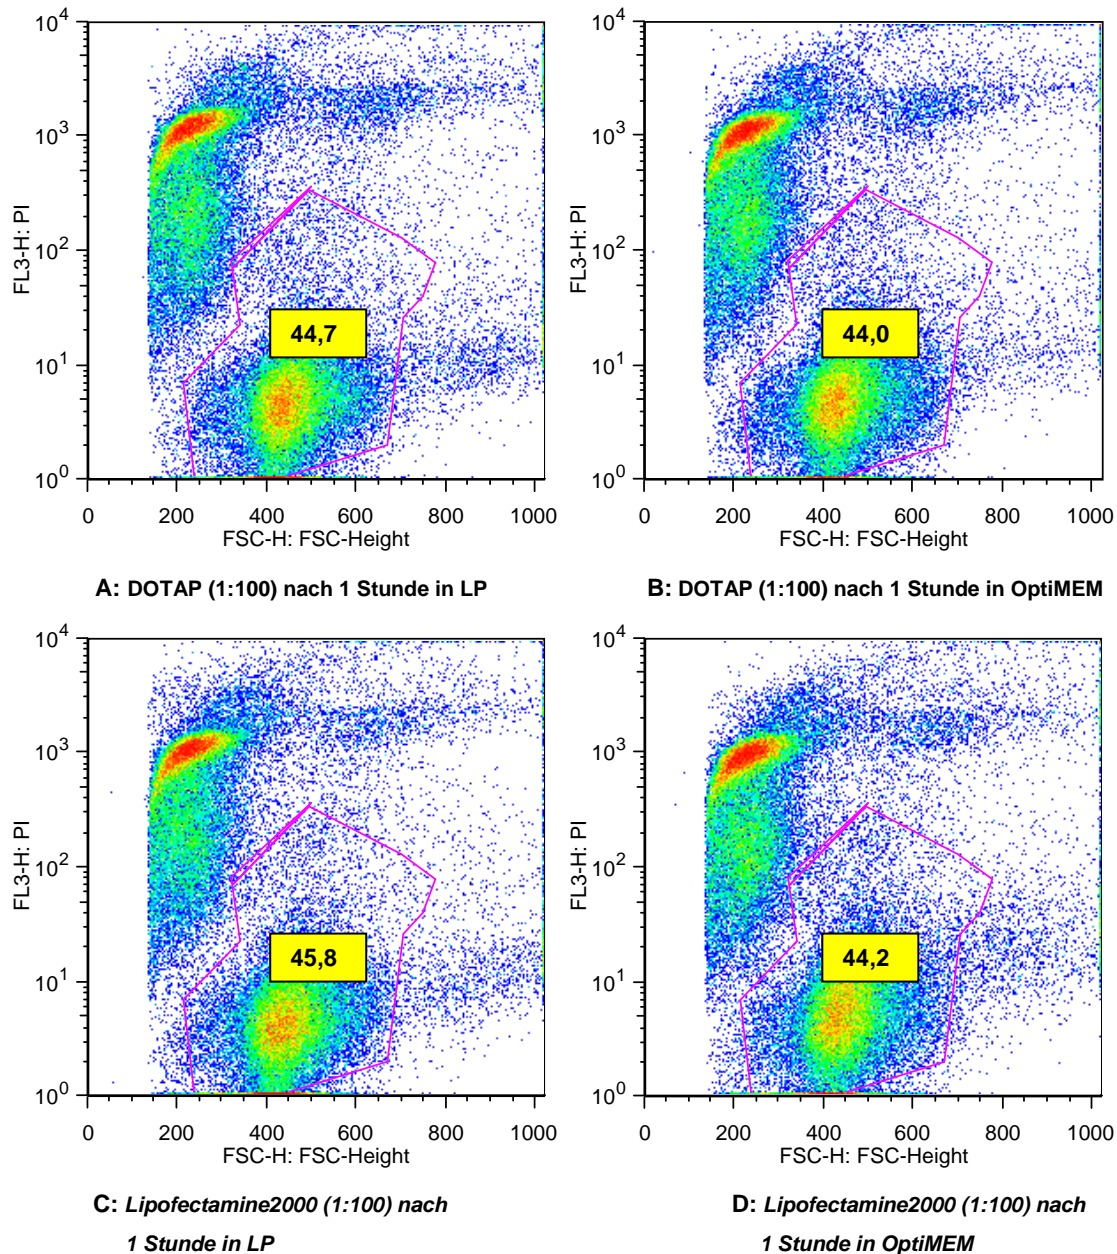 10^4
10^3
10^2
10^1
10^0
FL3-H: PI
44,7
0 200 400 600 800 1000
FSC-H: FSC-Height
A: DOTAP (1:100) nach 1 Stunde in LP
10^4
10^3
10^2
10^1
10^0
FL3-H: PI
44,0
0 200 400 600 800 1000
FSC-H: FSC-Height
B: DOTAP (1:100) nach 1 Stunde in OptiMEM
10^4
10^3
10^2
10^1
10^0
FL3-H: PI
45,8
0 200 400 600 800 1000
FSC-H: FSC-Height
C: Lipofectamine2000 (1:100) nach
1 Stunde in LP
10^4
10^3
10^2
10^1
10^0
FL3-H: PI
44,2
0 200 400 600 800 1000
FSC-H: FSC-Height
D: Lipofectamine2000 (1:100) nach
1 Stunde in OptiMEM